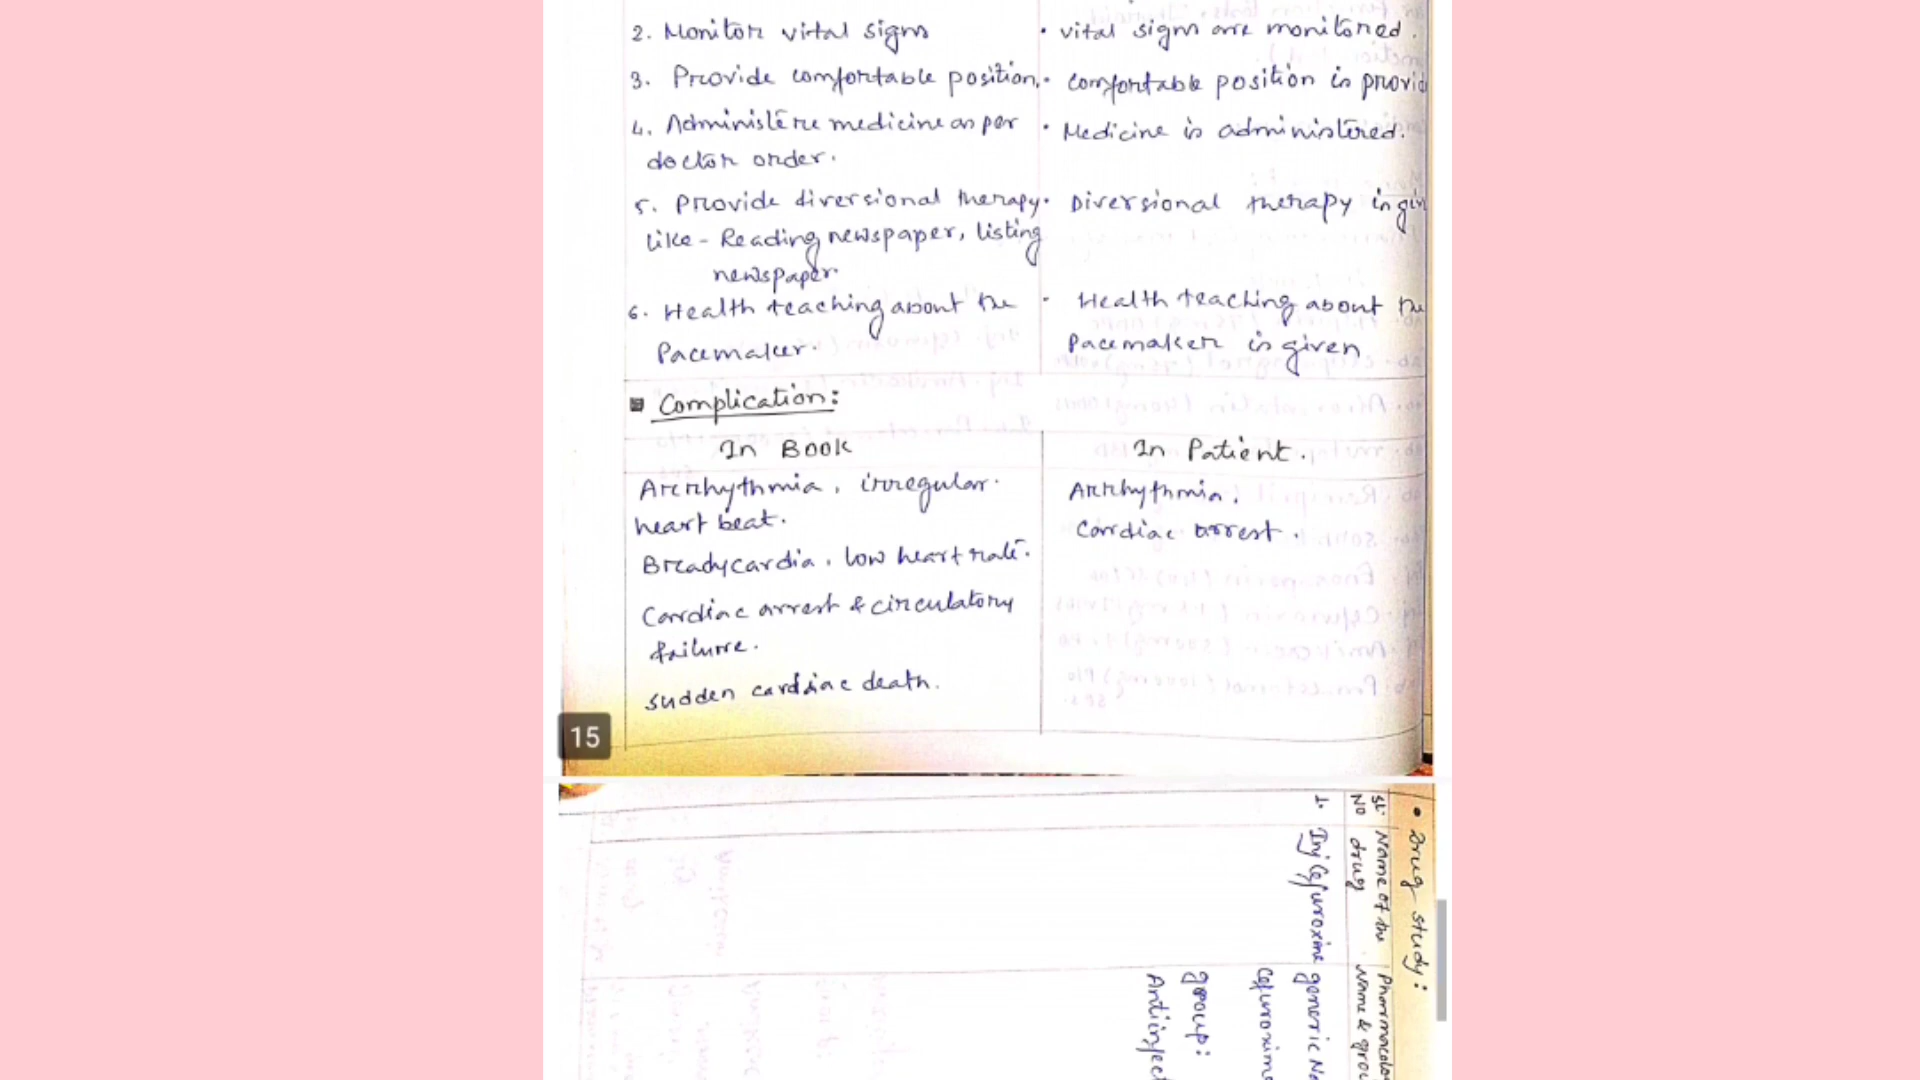 2. Monitor vital signs
• vital signs are monitored.
3. Provide comfortable position.
• comfortable position is provid
4. Administere medicine as per
doctor order.
• Medicine is administered.
5. Provide diversional therapy
like - Reading newspaper, listing
newspaper.
• Diversional therapy is giv
6. Health teaching about the
Pacemaker.
• Health teaching about the
Pacemaker is given
Complication:
In Book
Arrhythmia, irregular
heart beat.
Bradycardia, low heart rate.
Cardiac arrest & circulatory
failure.
sudden cardiac death.
In Patient.
Arrhythmia.
Cardiac arrest.
15
• Drug study:
SL. No
Name of the drug
Pharmacolo
Name & grou
1.
Inj Cefuroxime
generic Na
Cefuroxime
group:
Antiinfect